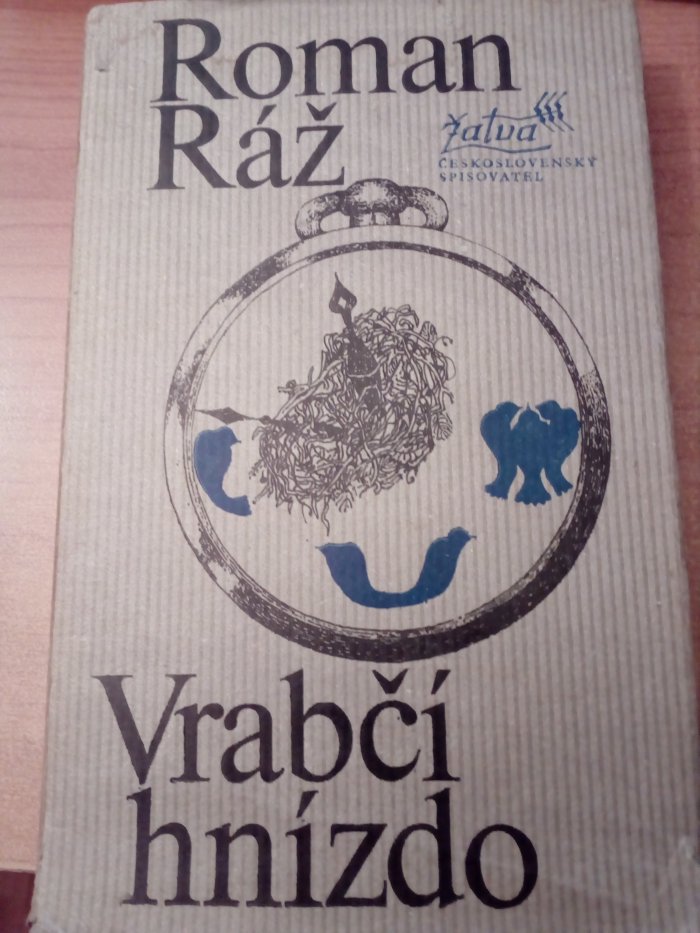 Roman
Ráž
Žatva
ČESKOSLOVENSKÝ
SPISOVATEL
Vrabčí
hnízdo